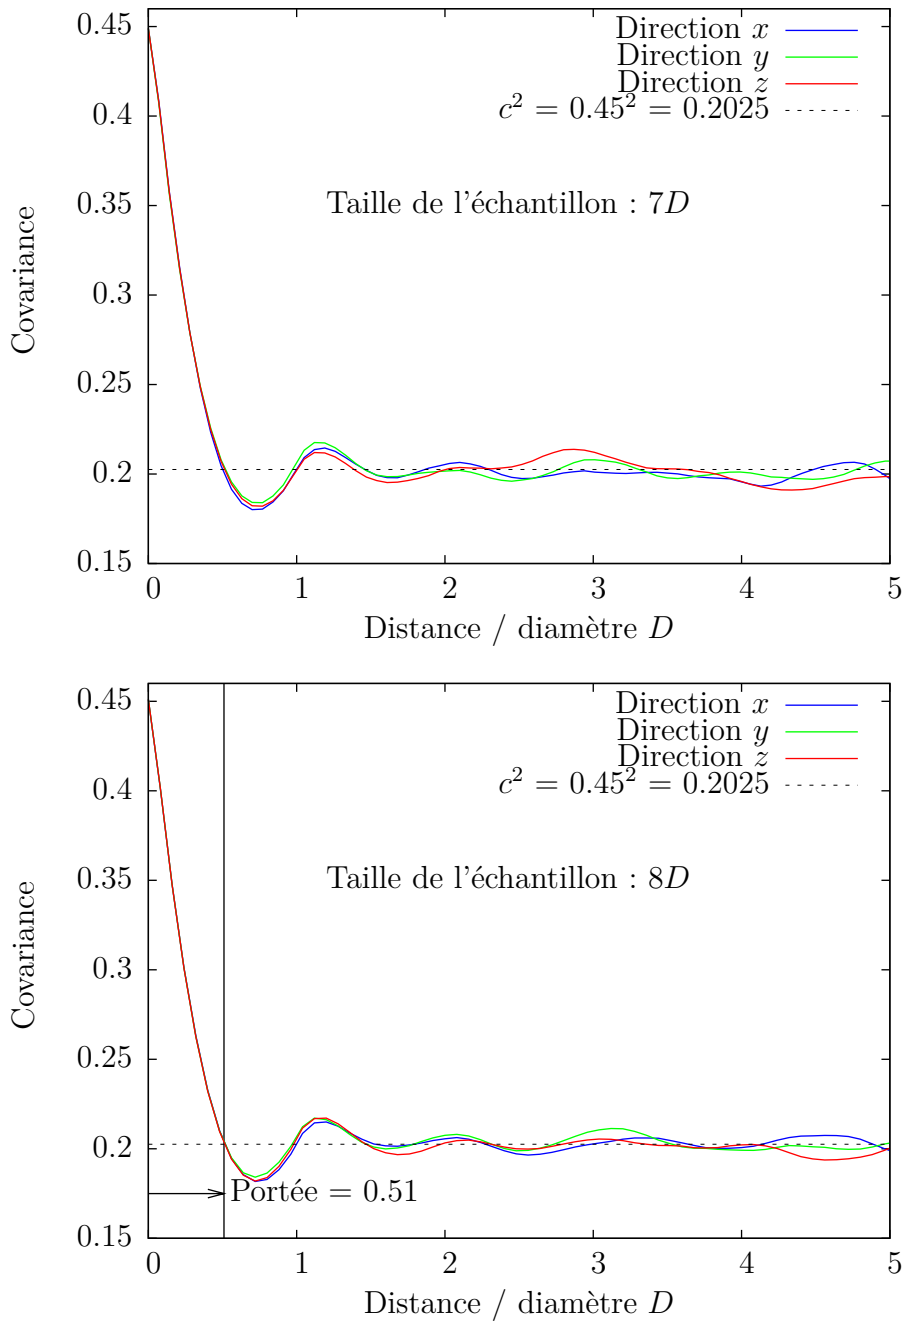 0.45
0.4
0.35
0.3
0.25
0.2
0.15
Covariance
Direction x
Direction y
Direction z
c² = 0.45² = 0.2025
Taille de l'échantillon : 7D
0 1 2 3 4 5
Distance / diamètre D
0.45
0.4
0.35
0.3
0.25
0.2
0.15
Covariance
Direction x
Direction y
Direction z
c² = 0.45² = 0.2025
Taille de l'échantillon : 8D
Portée = 0.51
0 1 2 3 4 5
Distance / diamètre D